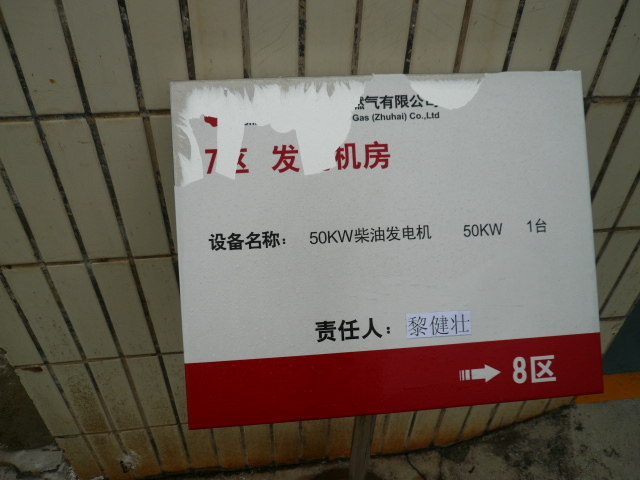 燃气有限公司
Gas (Zhuhai) Co.,Ltd
7区 发电机房
设备名称： 50KW柴油发电机 50KW 1台
责任人：黎健壮
8区